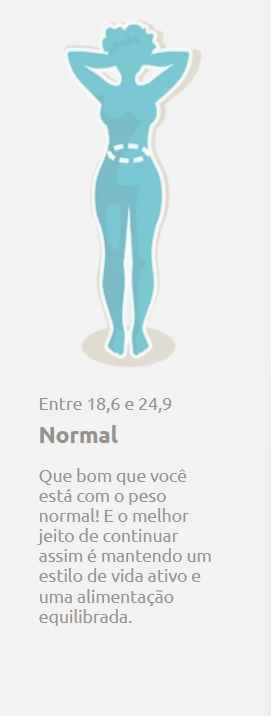 Entre 18,6 e 24,9
Normal
Que bom que você
está com o peso
normal! E o melhor
jeito de continuar
assim é mantendo um
estilo de vida ativo e
uma alimentação
equilibrada.